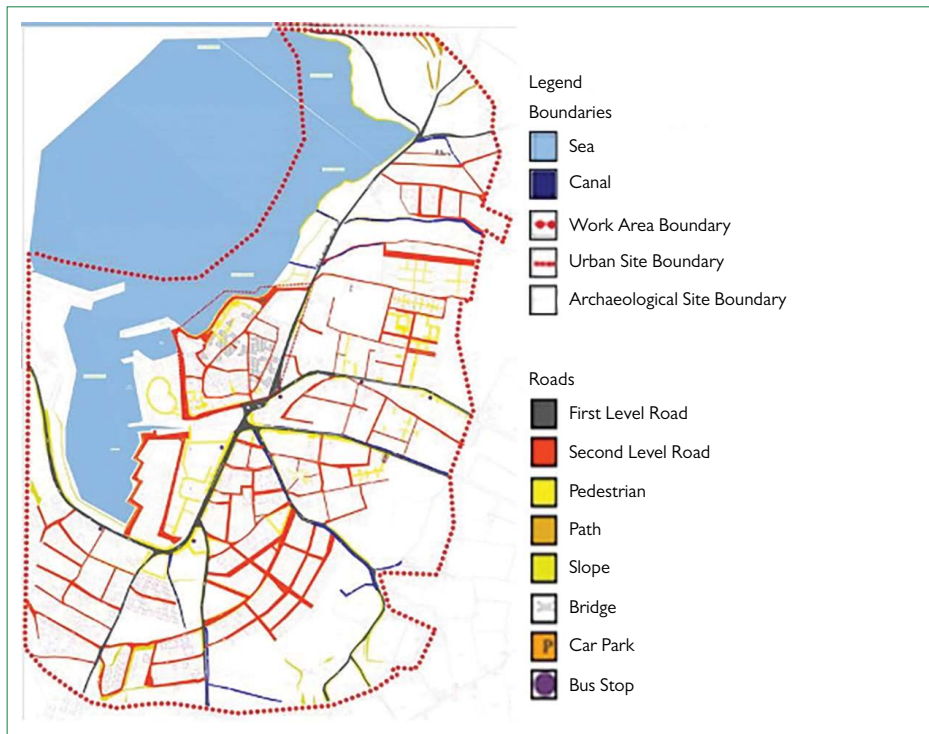 Legend
Boundaries
Sea
Canal
Work Area Boundary
Urban Site Boundary
Archaeological Site Boundary
Roads
First Level Road
Second Level Road
Pedestrian
Path
Slope
Bridge
P Car Park
Bus Stop